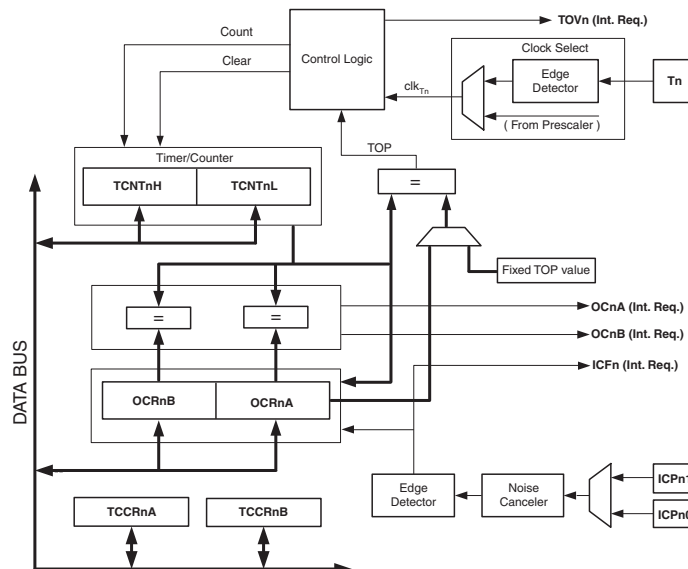 TOVn (Int. Req.)
Count
Clear
Control Logic
Clock Select
Edge
Detector
Tn
clkTn
( From Prescaler )
TOP
Timer/Counter
TCNTnH
TCNTnL
=
Fixed TOP value
=
=
OCnA (Int. Req.)
OCnB (Int. Req.)
ICFn (Int. Req.)
DATA BUS
OCRnB
OCRnA
Edge
Detector
Noise
Canceler
ICPn1
ICPn0
TCCRnA
TCCRnB